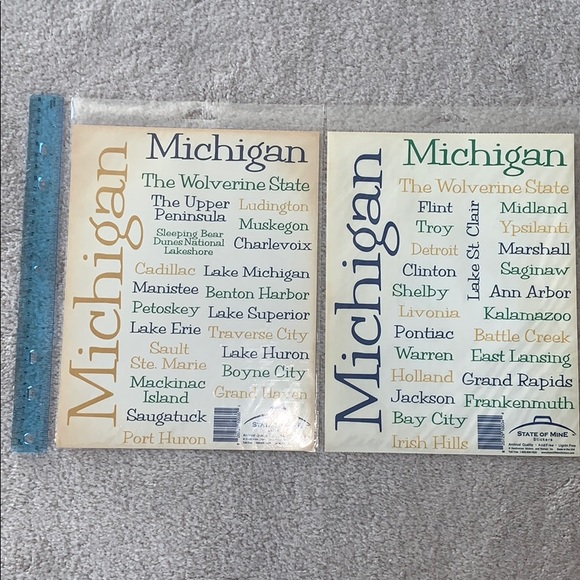 Michigan
Michigan
The Wolverine State
The Upper
Peninsula
Ludington
Muskegon
Sleeping Bear
Dunes National
Lakeshore
Charlevoix
Cadillac
Lake Michigan
Manistee
Benton Harbor
Petoskey
Lake Superior
Lake Erie
Traverse City
Sault
Ste. Marie
Lake Huron
Boyne City
Mackinac
Island
Grand Haven
Saugatuck
Port Huron
Michigan
Michigan
The Wolverine State
Flint
Lake St Clair
Midland
Troy
Ypsilanti
Detroit
Marshall
Clinton
Saginaw
Shelby
Ann Arbor
Livonia
Kalamazoo
Pontiac
Battle Creek
Warren
East Lansing
Holland
Grand Rapids
Jackson
Frankenmuth
Bay City
Irish Hills
STATE OF MINE
Stickers